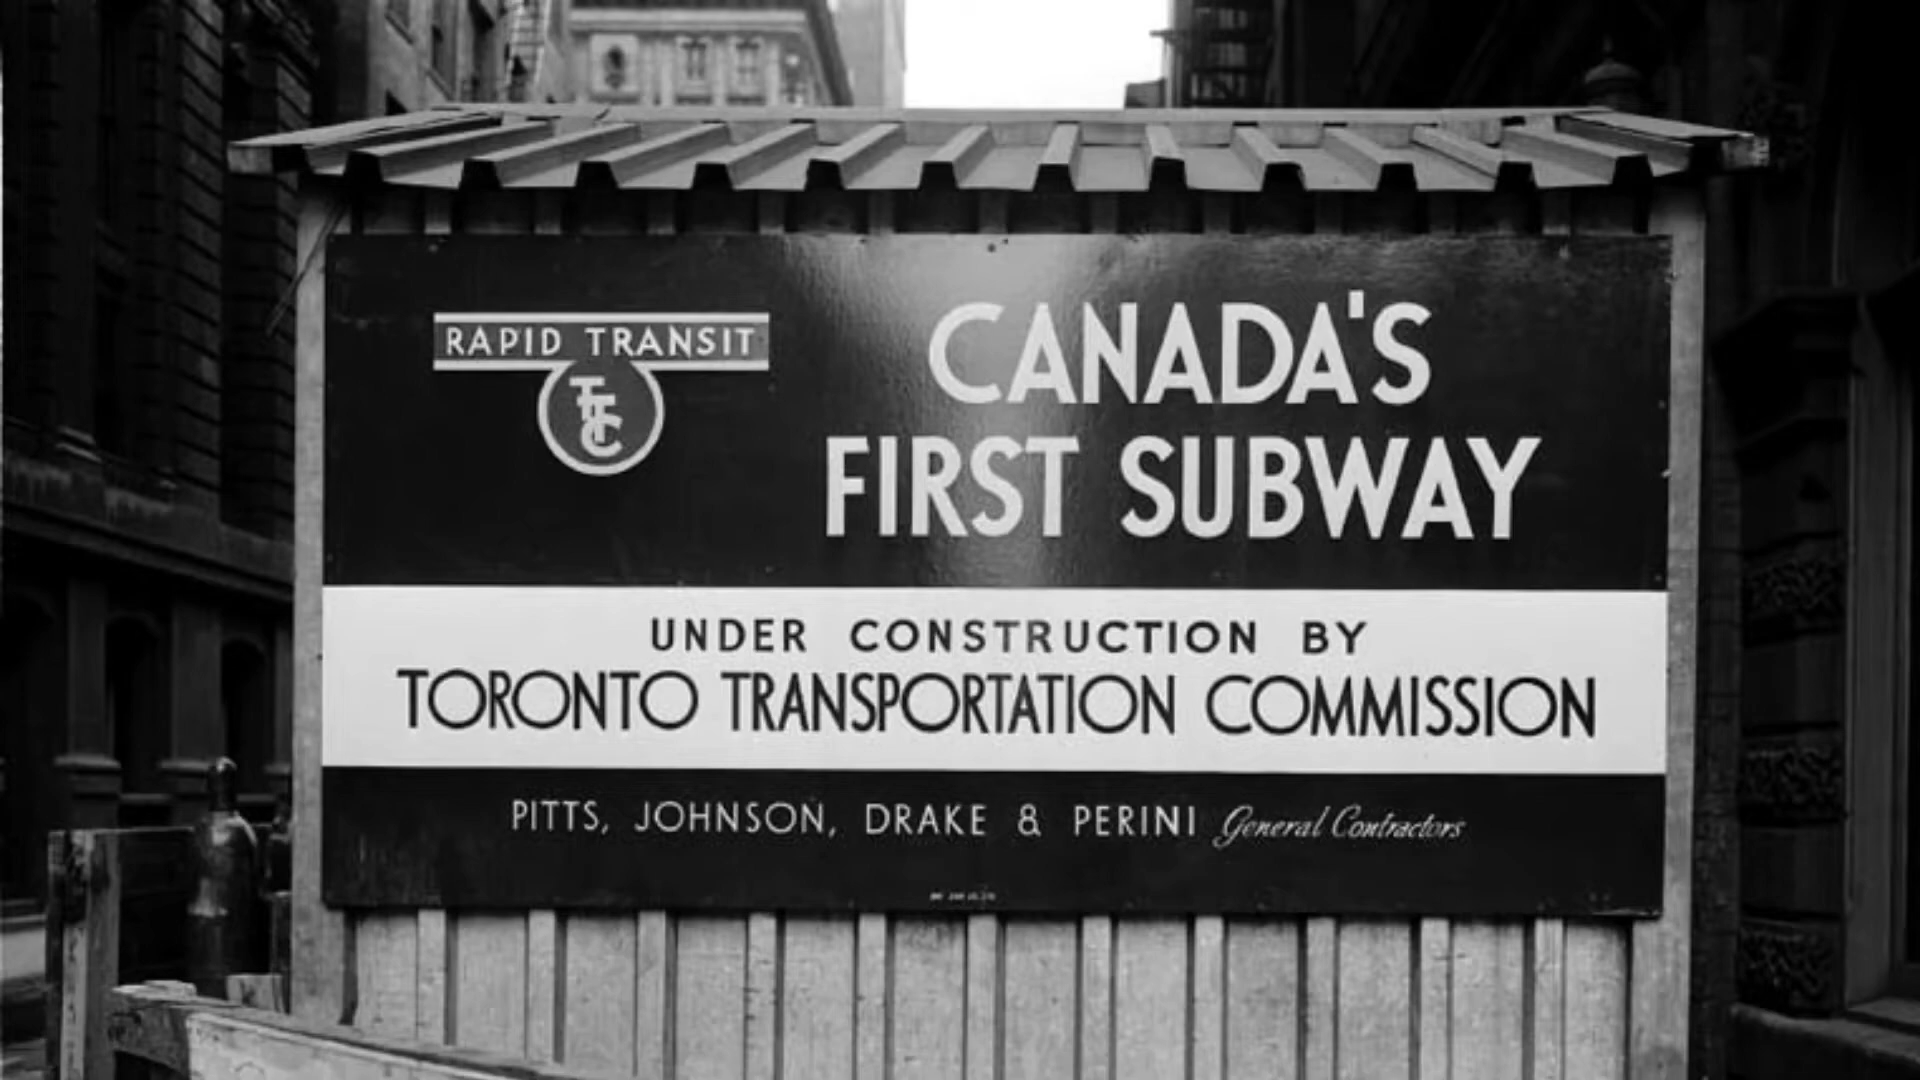 RAPID TRANSIT
TTC
CANADA'S
FIRST SUBWAY
UNDER CONSTRUCTION BY
TORONTO TRANSPORTATION COMMISSION
PITTS, JOHNSON, DRAKE & PERINI General Contractors